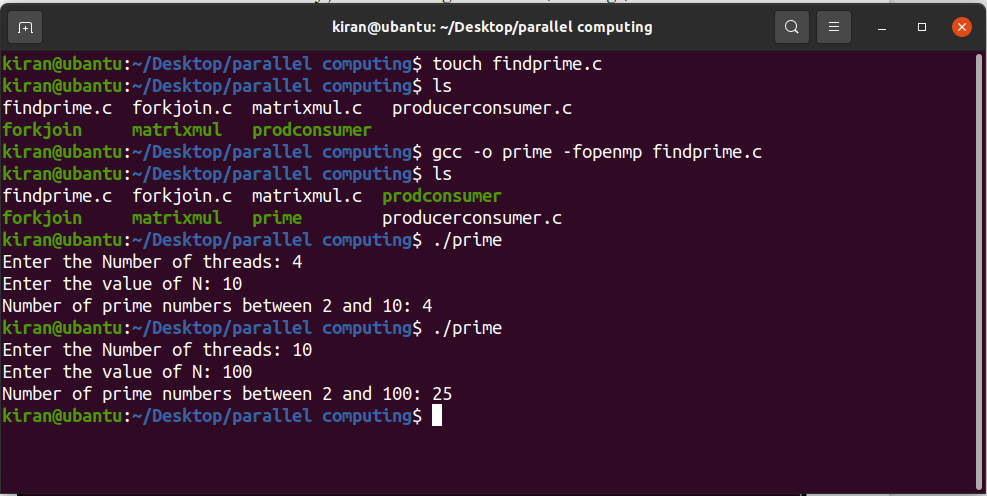 kiran@ubantu: ~/Desktop/parallel computing
kiran@ubantu:~/Desktop/parallel computing$ touch findprime.c
kiran@ubantu:~/Desktop/parallel computing$ ls
findprime.c  forkjoin.c  matrixmul.c   producerconsumer.c
forkjoin     matrixmul   prodconsumer
kiran@ubantu:~/Desktop/parallel computing$ gcc -o prime -fopenmp findprime.c
kiran@ubantu:~/Desktop/parallel computing$ ls
findprime.c  forkjoin.c  matrixmul.c  prodconsumer
forkjoin     matrixmul   prime        producerconsumer.c
kiran@ubantu:~/Desktop/parallel computing$ ./prime
Enter the Number of threads: 4
Enter the value of N: 10
Number of prime numbers between 2 and 10: 4
kiran@ubantu:~/Desktop/parallel computing$ ./prime
Enter the Number of threads: 10
Enter the value of N: 100
Number of prime numbers between 2 and 100: 25
kiran@ubantu:~/Desktop/parallel computing$